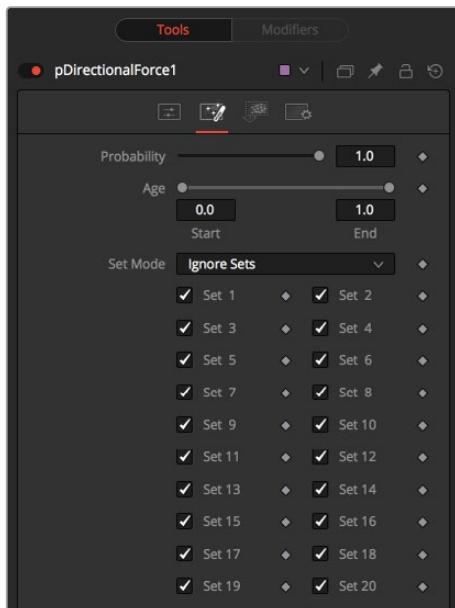 Tools Modifiers
pDirectionalForce1
Probability 1.0
Age
0.0 1.0
Start End
Set Mode Ignore Sets
Set 1 Set 2
Set 3 Set 4
Set 5 Set 6
Set 7 Set 8
Set 9 Set 10
Set 11 Set 12
Set 13 Set 14
Set 15 Set 16
Set 17 Set 18
Set 19 Set 20